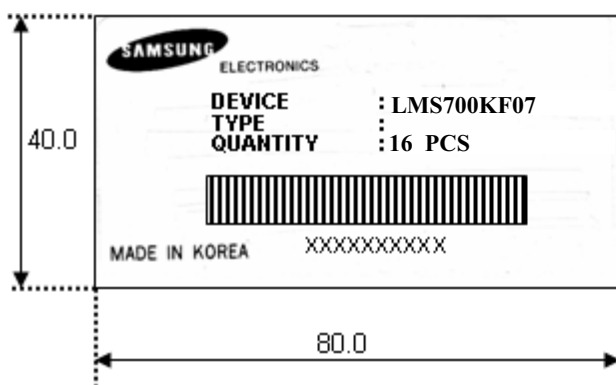 SAMSUNG
ELECTRONICS
DEVICE : LMS700KF07
TYPE :
QUANTITY : 16 PCS
40.0
MADE IN KOREA XXXXXXXXXX
80.0